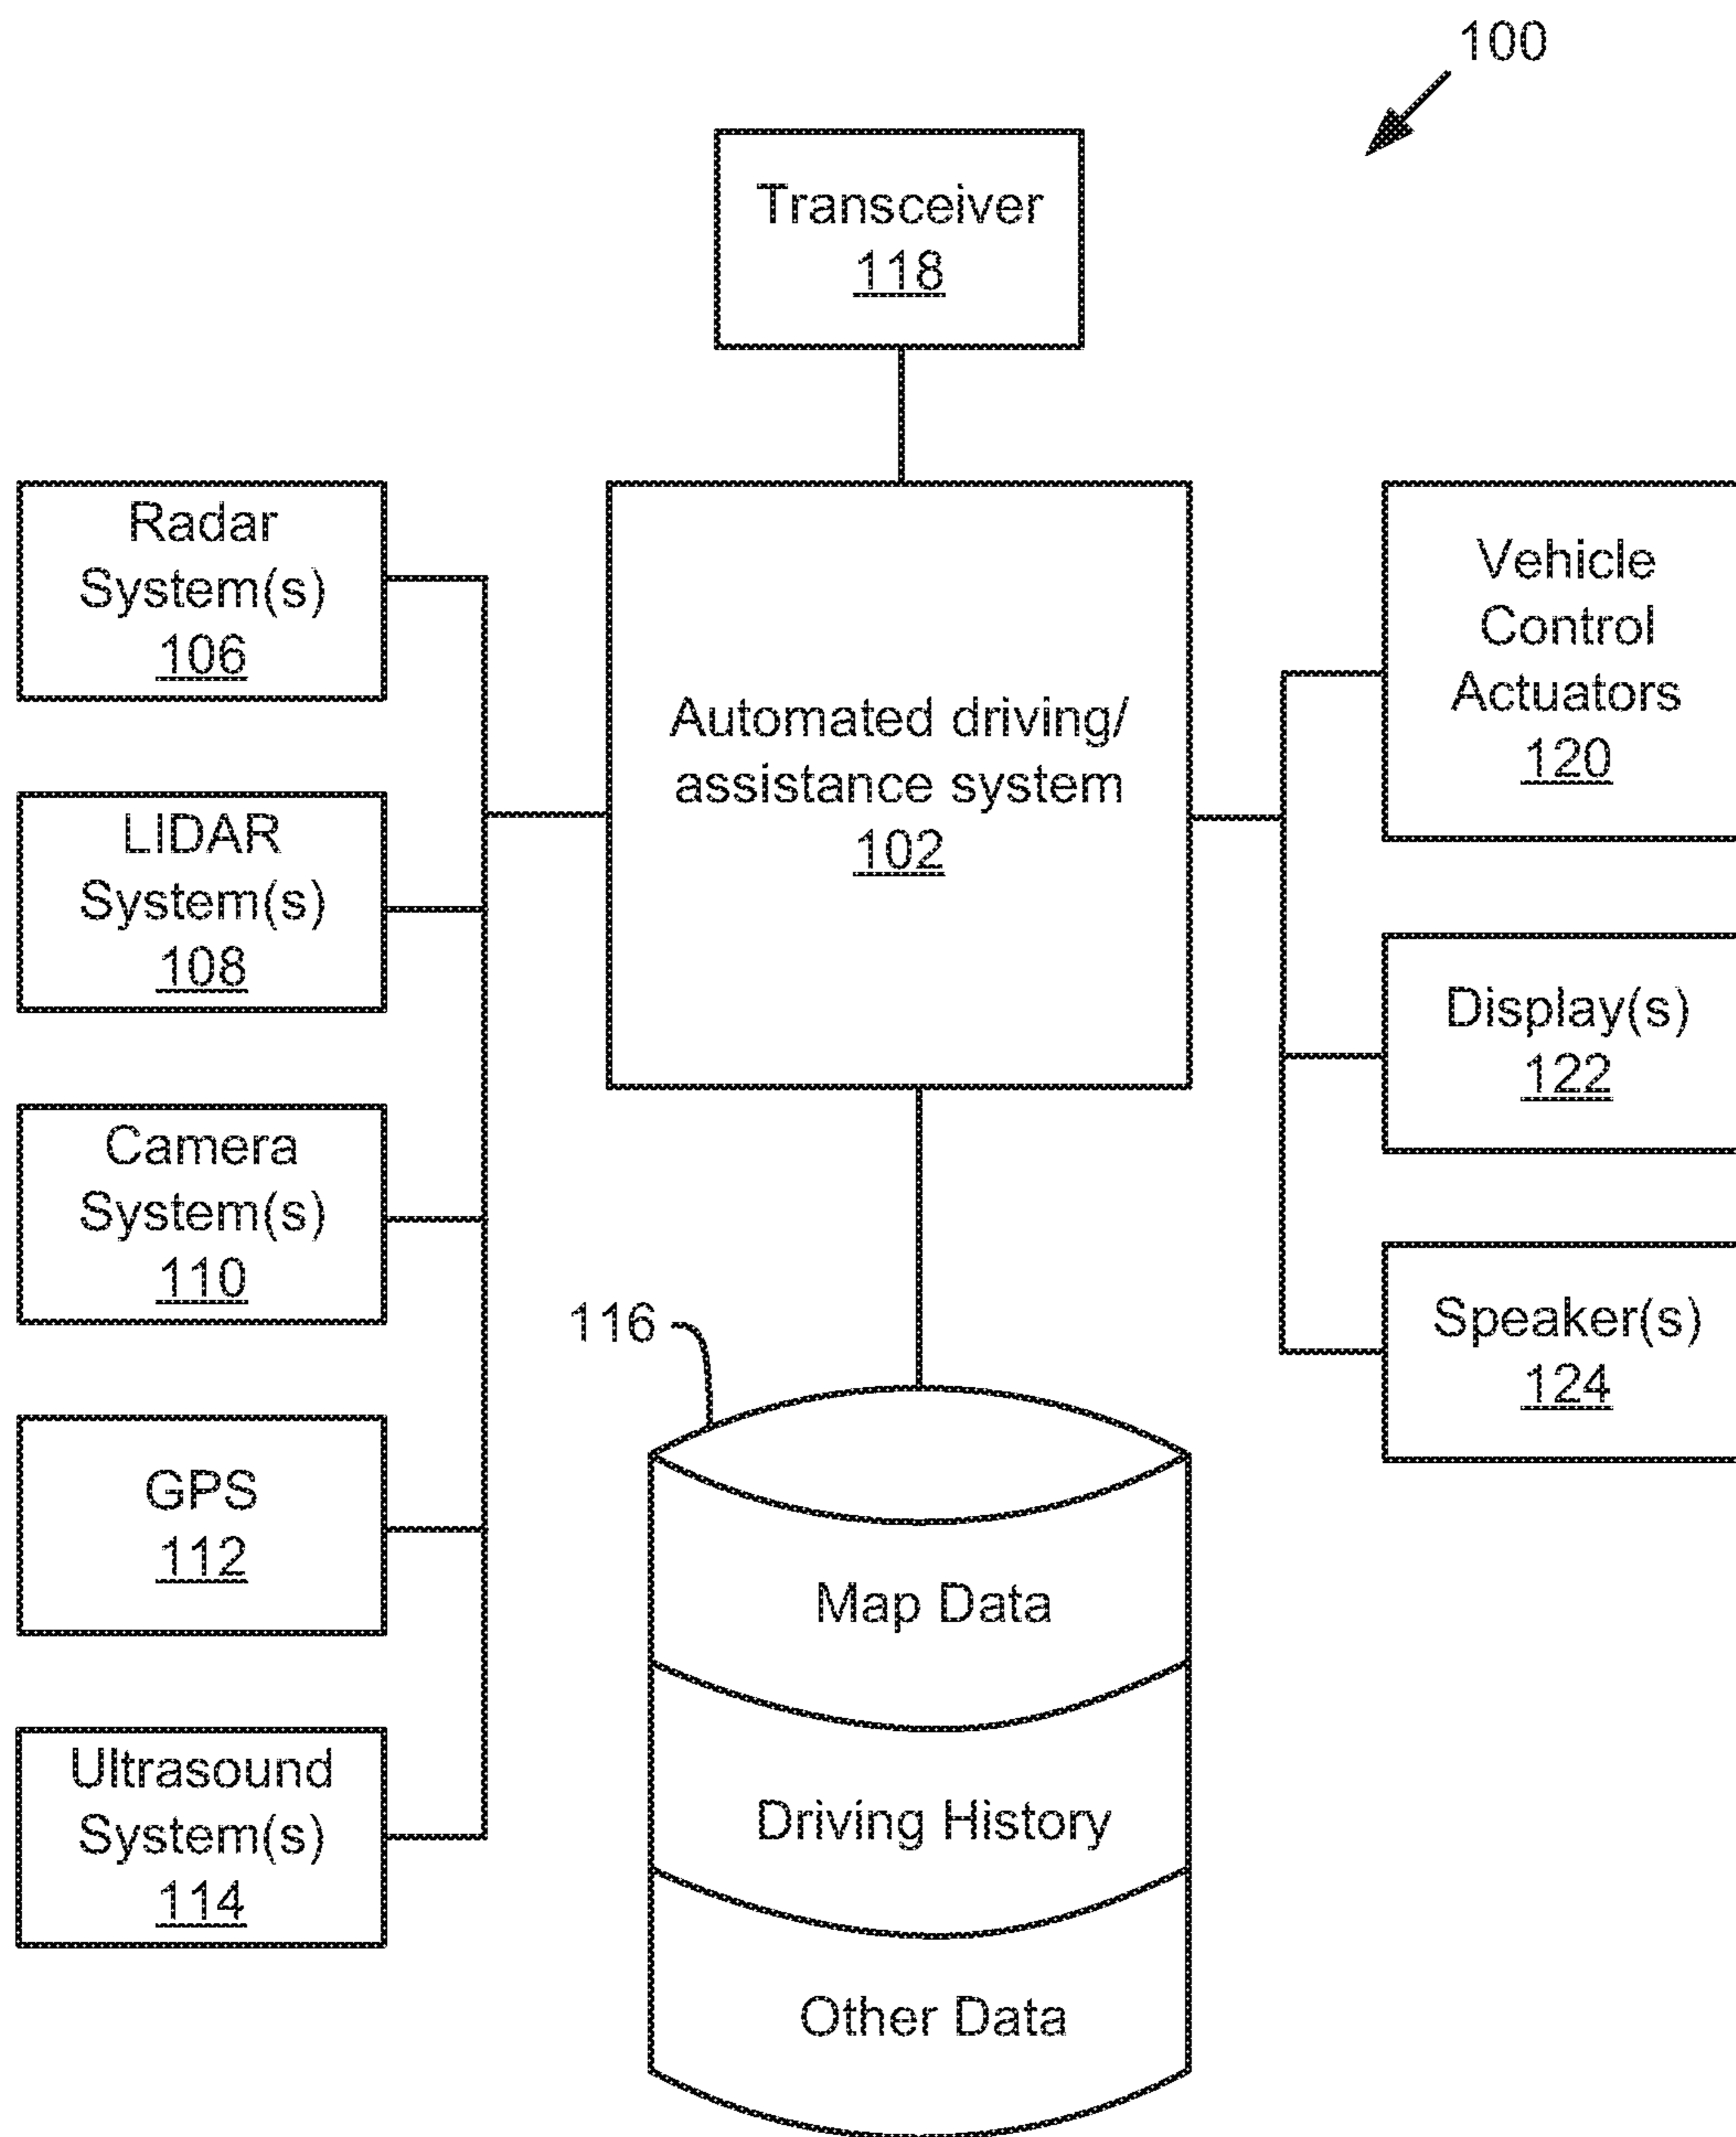 100
Transceiver
118
Radar
System(s)
106
LIDAR
System(s)
108
Camera
System(s)
110
GPS
112
Ultrasound
System(s)
114
Automated driving/
assistance system
102
Vehicle
Control
Actuators
120
Display(s)
122
Speaker(s)
124
116
Map Data
Driving History
Other Data